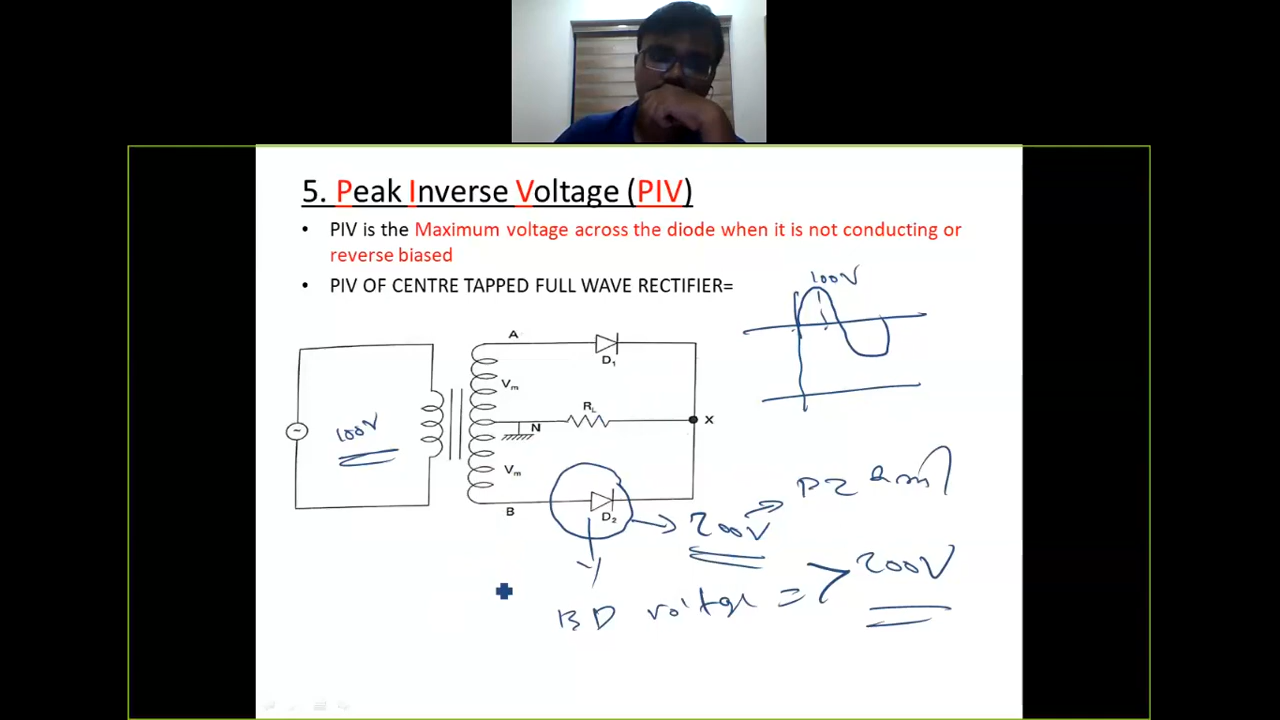 5. Peak Inverse Voltage (PIV)
• PIV is the Maximum voltage across the diode when it is not conducting or
reverse biased
• PIV OF CENTRE TAPPED FULL WAVE RECTIFIER=
100V
A
D1
Vm
RL
N
X
100V
Vm
B
D2
200V
BD voltage => 200V